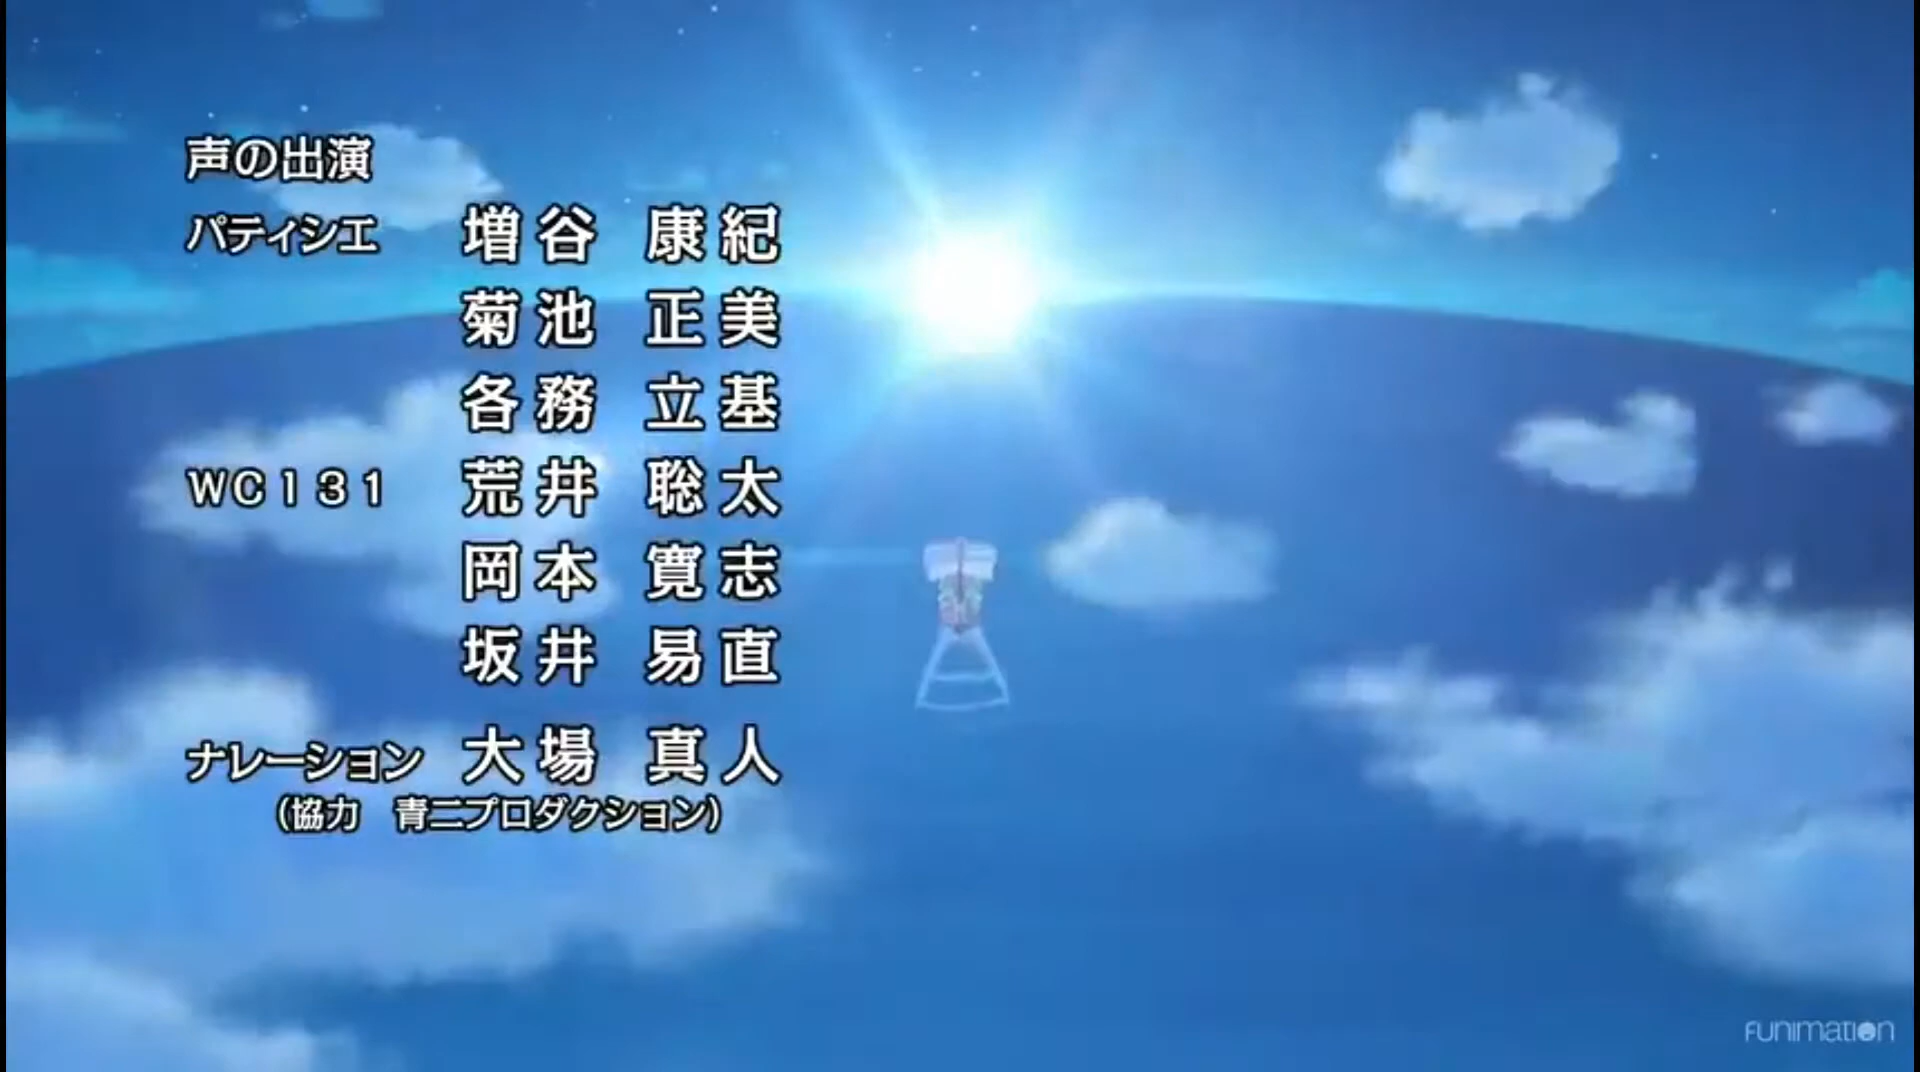 声の出演
パティシエ 増谷 康紀
菊池 正美
各務 立基
WC131 荒井 聡太
岡本 寛志
坂井 易直
ナレーション 大場 真人
（協力　青二プロダクション）
FUNIMATION